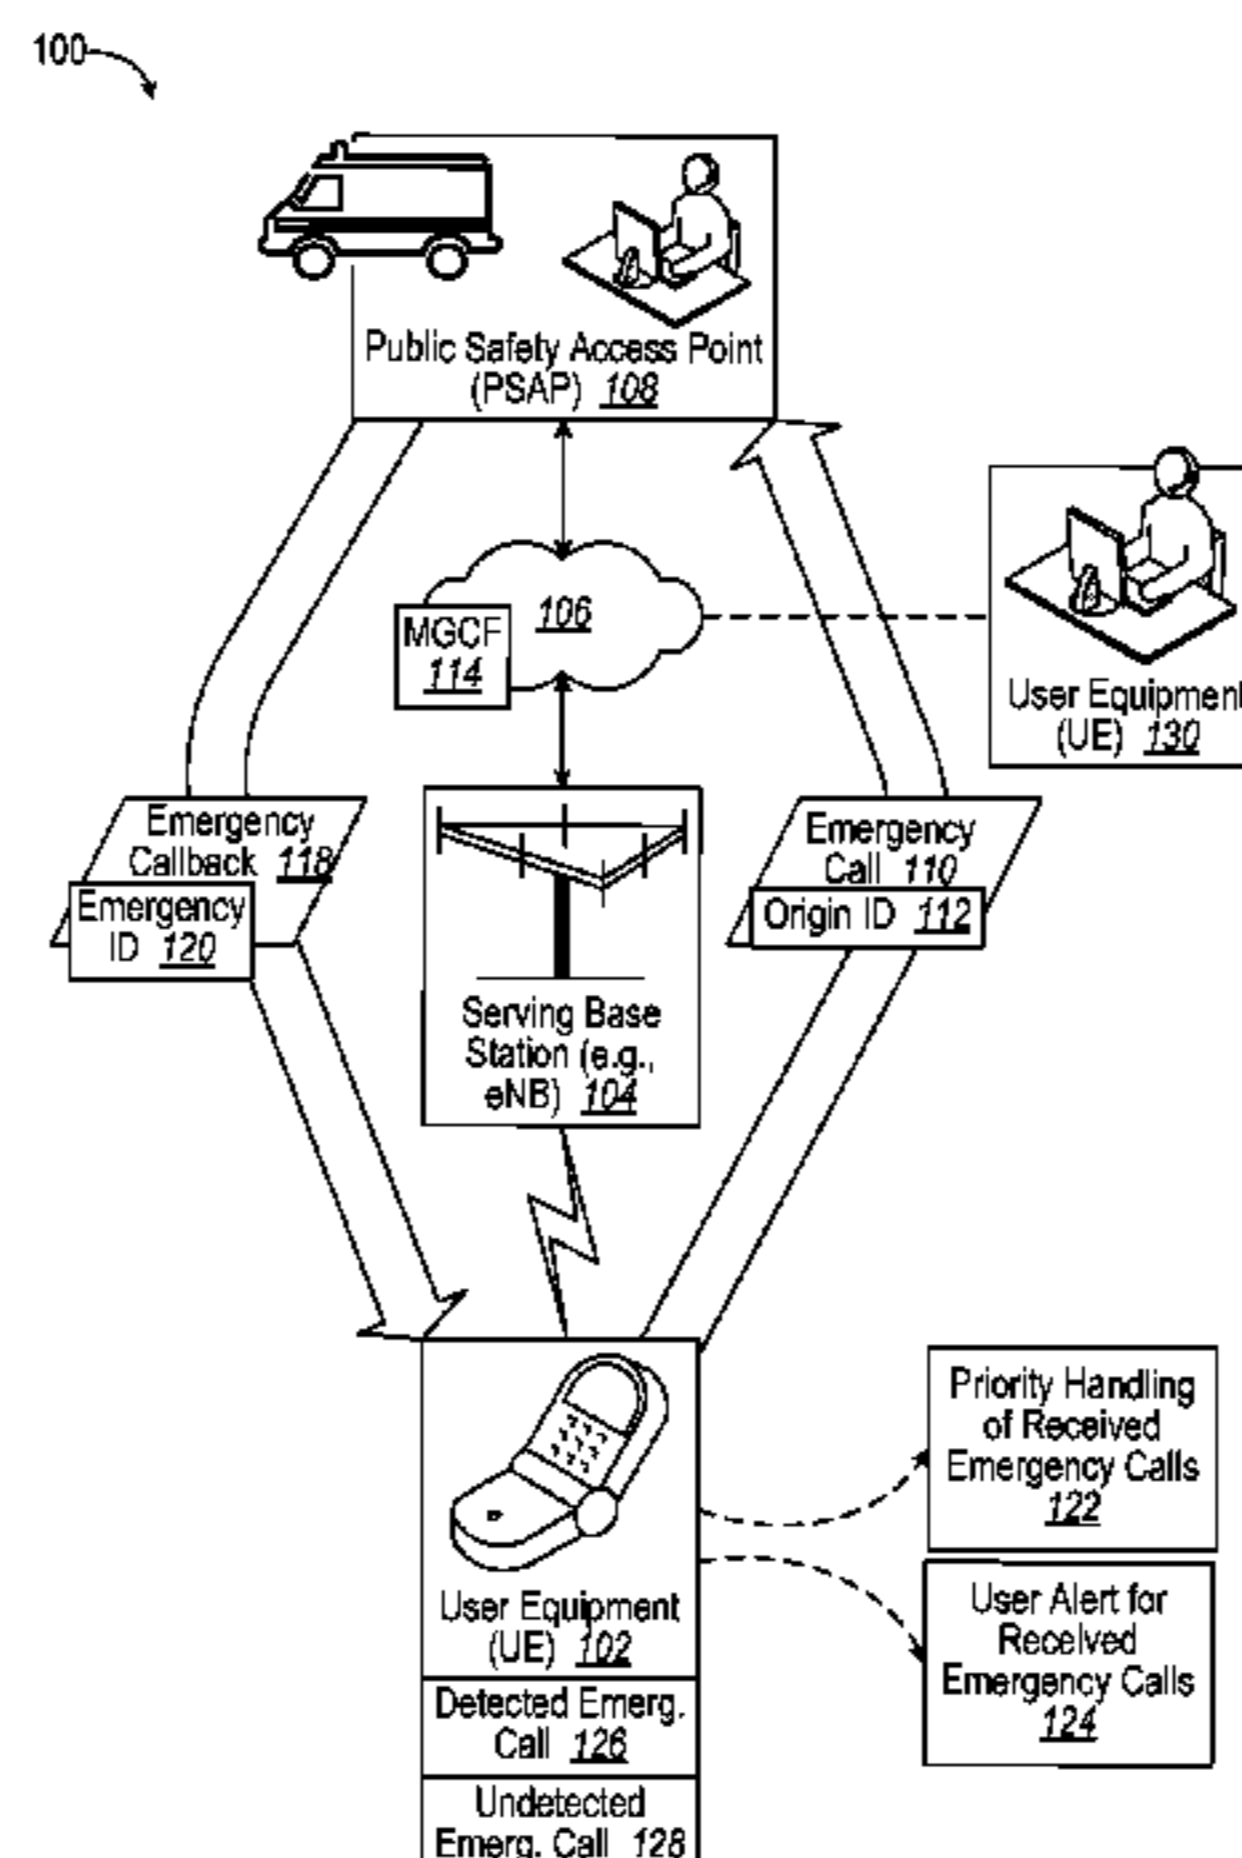 100
Public Safety Access Point
(PSAP) 108
106
MGCF
114
User Equipment
(UE) 130
Emergency
Callback 118
Emergency
ID 120
Emergency
Call 110
Origin ID 112
Serving Base
Station (e.g.,
eNB) 104
Priority Handling
of Received
Emergency Calls
122
User Equipment
(UE) 102
User Alert for
Received
Emergency Calls
124
Detected Emerg.
Call 126
Undetected
Emerg. Call 128